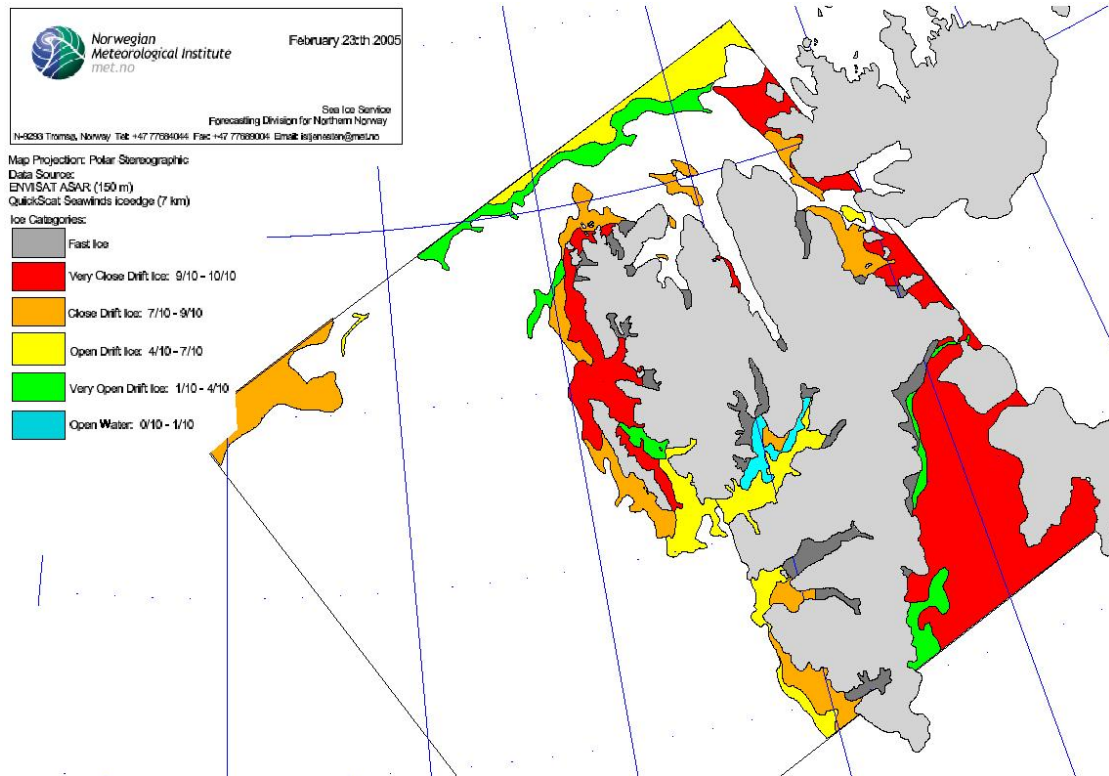 Norwegian
Meteorological Institute
met.no
February 23:th 2005
Sea Ice Service
Forecasting Division for Northern Norway
N-9293 Tromsø, Norway Tel: +47 77684044 Fax: +47 77689004 Email: istjenesten@met.no
Map Projection: Polar Stereographic
Data Source:
ENVISAT ASAR (150 m)
QuickScat Seawinds iceedge (7 km)
Ice Categories:
Fast Ice
Very Close Drift Ice: 9/10 - 10/10
Close Drift Ice: 7/10 - 9/10
Open Drift Ice: 4/10 - 7/10
Very Open Drift Ice: 1/10 - 4/10
Open Water: 0/10 - 1/10